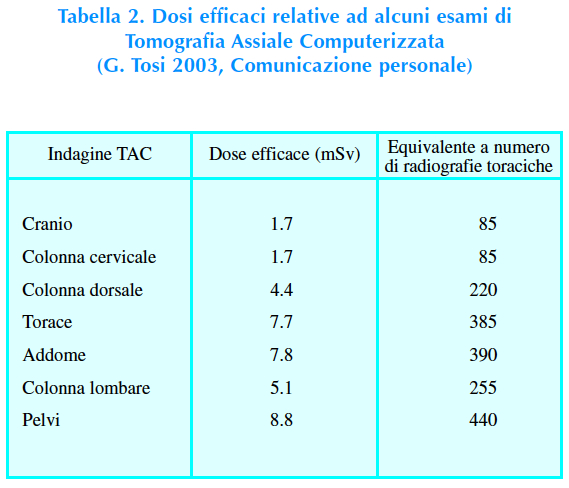 Tabella 2. Dosi efficaci relative ad alcuni esami di
Tomografia Assiale Computerizzata
(G. Tosi 2003, Comunicazione personale)
Indagine TAC Dose efficace (mSv) Equivalente a numero
di radiografie toraciche
Cranio 1.7 85
Colonna cervicale 1.7 85
Colonna dorsale 4.4 220
Torace 7.7 385
Addome 7.8 390
Colonna lombare 5.1 255
Pelvi 8.8 440